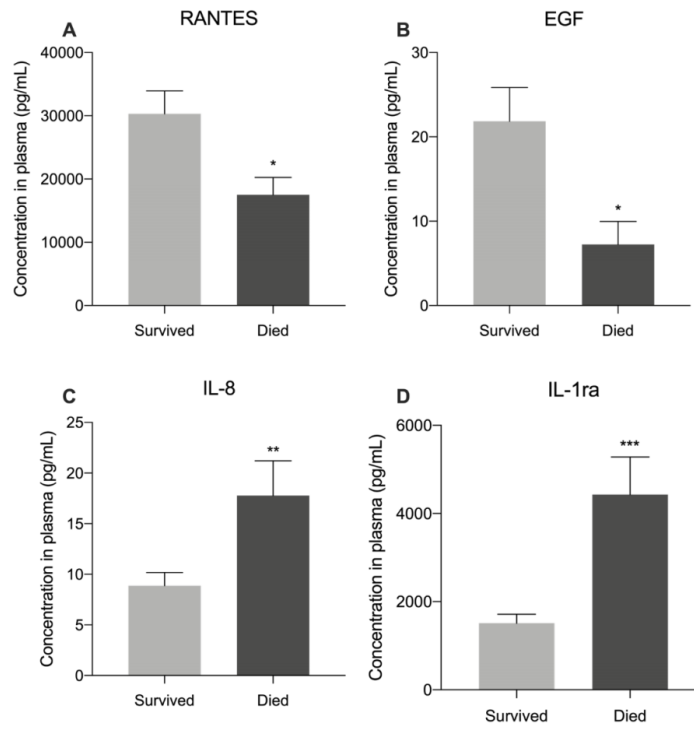 A
RANTES
Concentration in plasma (pg/mL)
40000
30000
20000
10000
0
*
Survived
Died
B
EGF
Concentration in plasma (pg/mL)
30
20
10
0
*
Survived
Died
C
IL-8
Concentration in plasma (pg/mL)
25
20
15
10
5
0
**
Survived
Died
D
IL-1ra
Concentration in plasma (pg/mL)
6000
4000
2000
0
***
Survived
Died